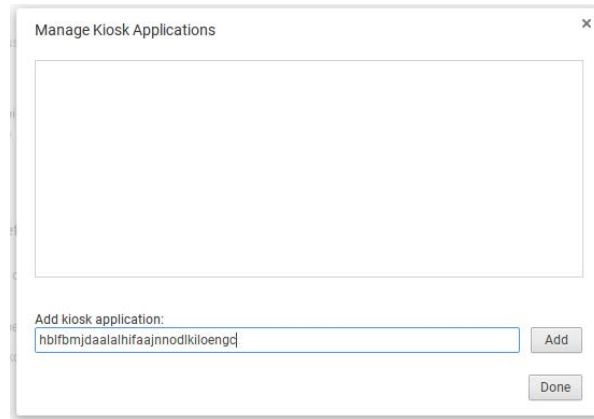 Manage Kiosk Applications
Add kiosk application:
hblfbmjdaalalhifaajnnodlkiloengc
Add
Done